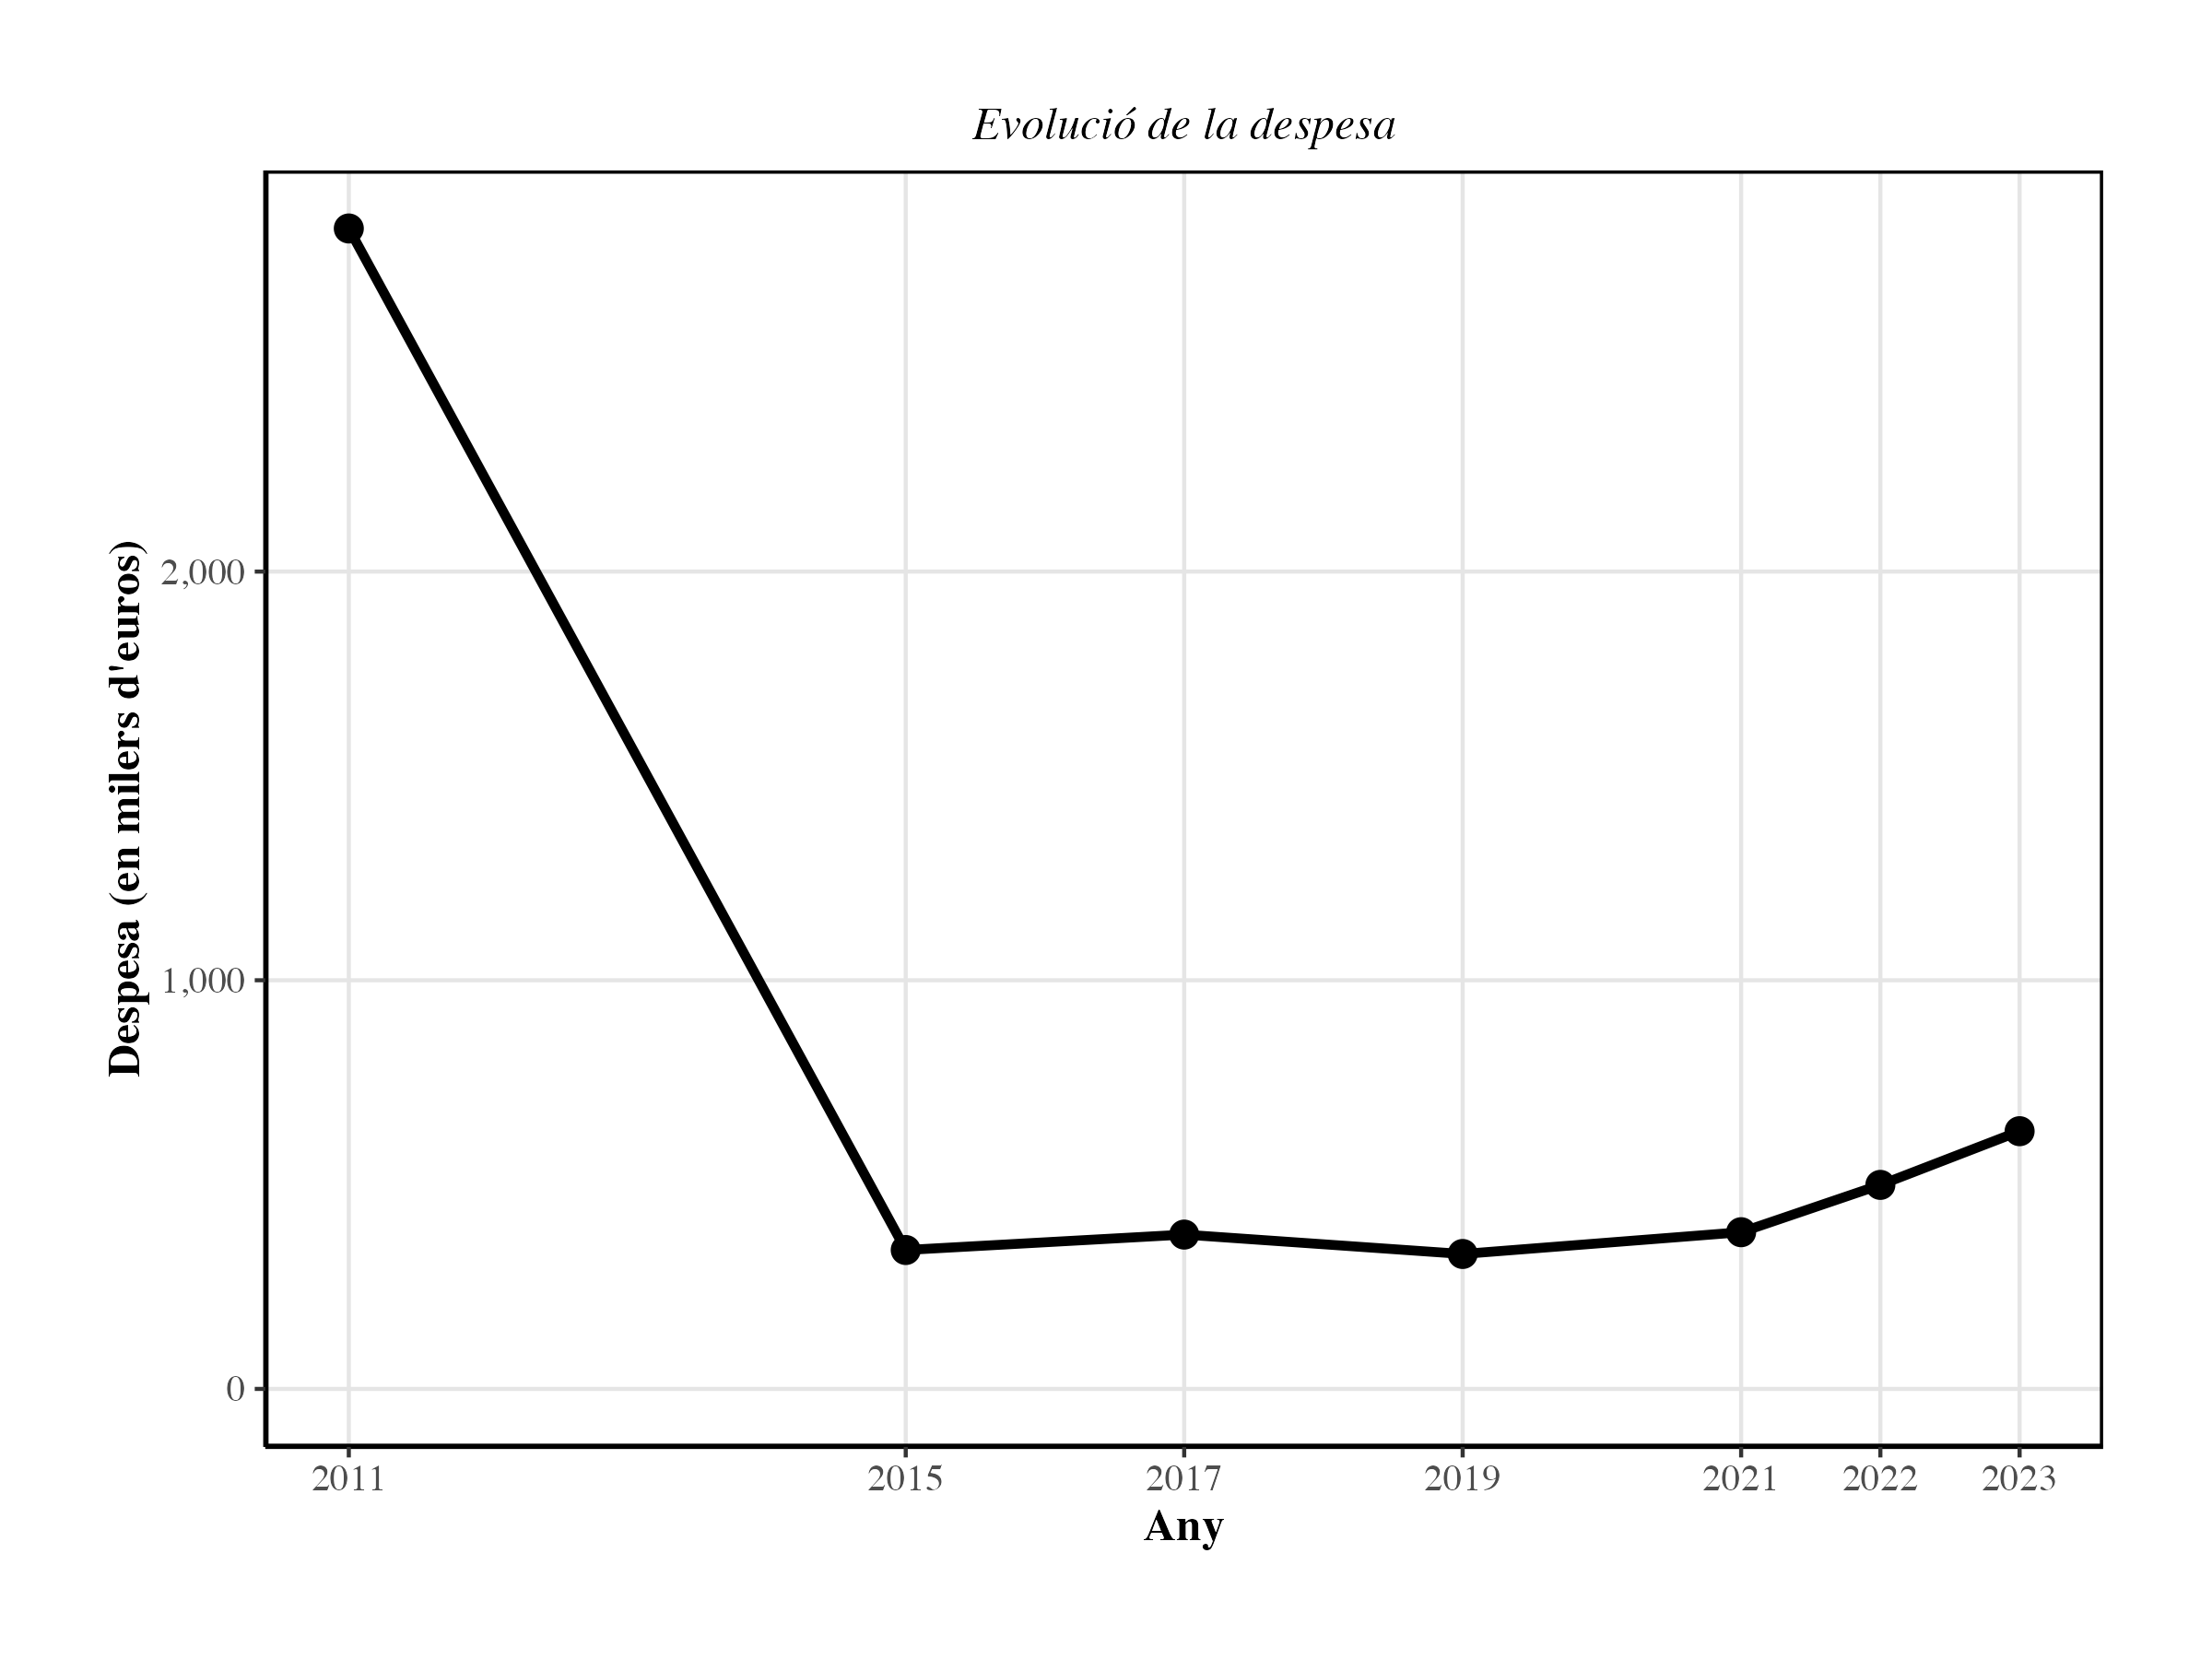 Evolució de la despesa
Despesa (en milers d'euros)
2,000
1,000
0
2011 2015 2017 2019 2021 2022 2023
Any